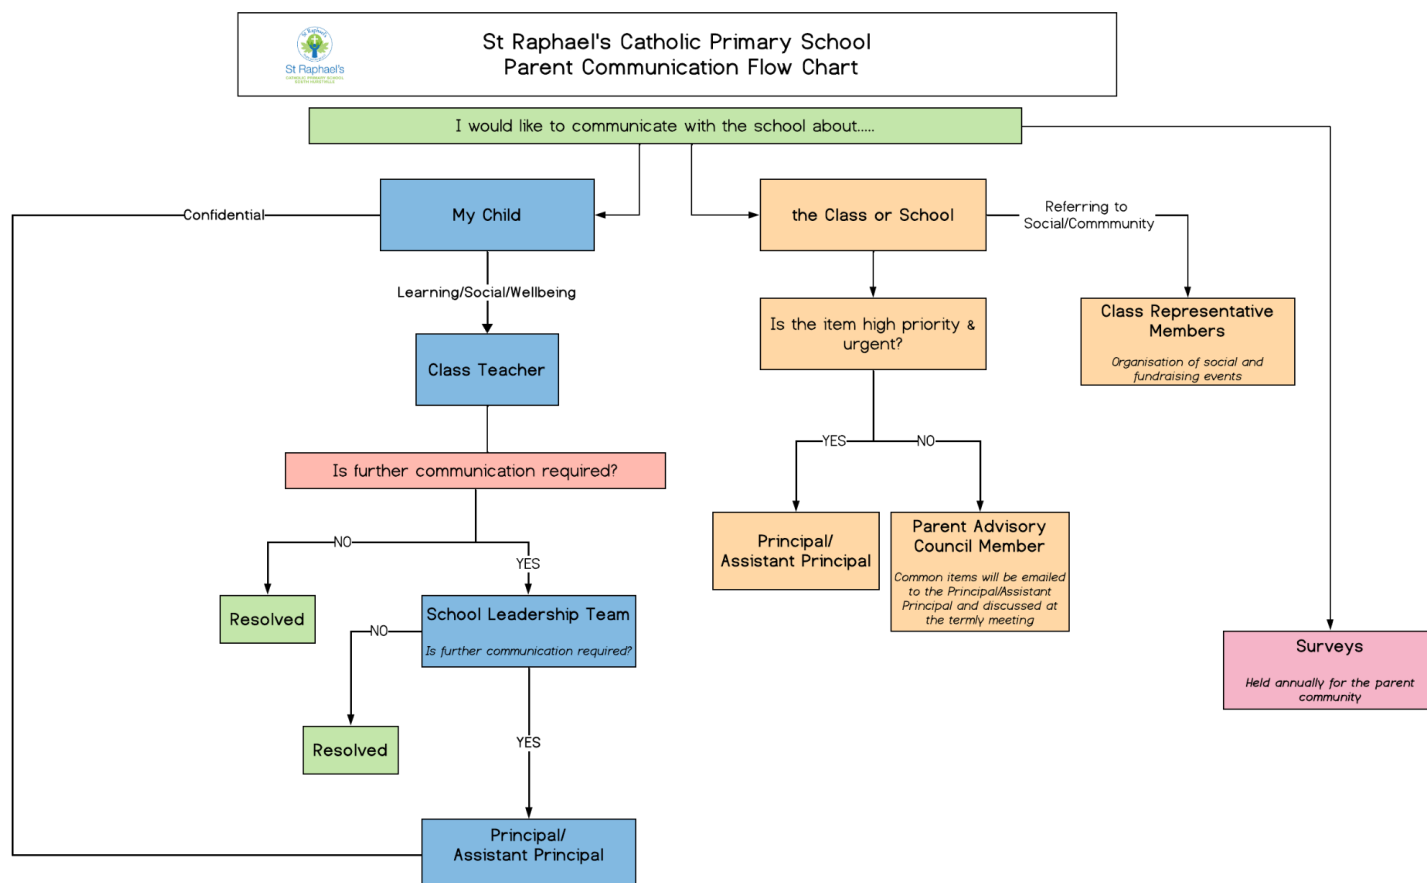 St Raphael's Catholic Primary School
Parent Communication Flow Chart
St Raphael's
CATHOLIC PRIMARY SCHOOL
SOUTH HURSTVILLE
I would like to communicate with the school about.....
Confidential
My Child
the Class or School
Referring to
Social/Commmunity
Learning/Social/Wellbeing
Is the item high priority &
urgent?
Class Representative
Members
Organisation of social and
fundraising events
Class Teacher
YES
NO
Is further communication required?
Principal/
Assistant Principal
Parent Advisory
Council Member
Common items will be emailed
to the Principal/Assistant
Principal and discussed at
the termly meeting
NO
YES
Resolved
School Leadership Team
Is further communication required?
NO
Surveys
Held annually for the parent
community
Resolved
YES
Principal/
Assistant Principal